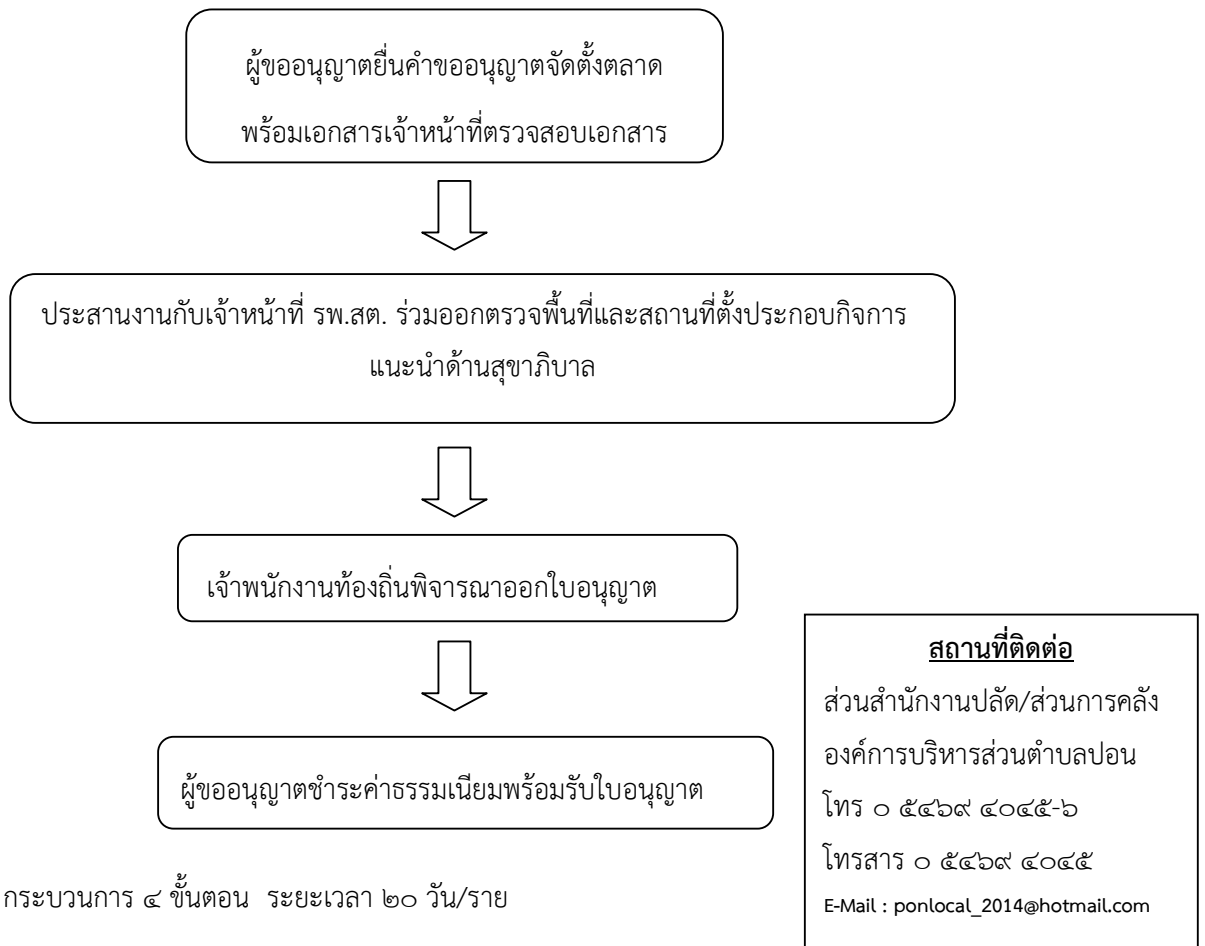 ผู้ขออนุญาตยื่นคำขออนุญาตจัดตั้งตลาด
พร้อมเอกสารเจ้าหน้าที่ตรวจสอบเอกสาร
ประสานงานกับเจ้าหน้าที่ รพ.สต. ร่วมออกตรวจพื้นที่และสถานที่ตั้งประกอบกิจการ
แนะนำด้านสุขาภิบาล
เจ้าพนักงานท้องถิ่นพิจารณาออกใบอนุญาต
ผู้ขออนุญาตชำระค่าธรรมเนียมพร้อมรับใบอนุญาต
กระบวนการ ๔ ขั้นตอน ระยะเวลา ๒๐ วัน/ราย
สถานที่ติดต่อ
ส่วนสำนักงานปลัด/ส่วนการคลัง
องค์การบริหารส่วนตำบลปอน
โทร ๐ ๕๔๖๙ ๔๐๔๕-๖
โทรสาร ๐ ๕๔๖๙ ๔๐๔๕
E-Mail : ponlocal_2014@hotmail.com